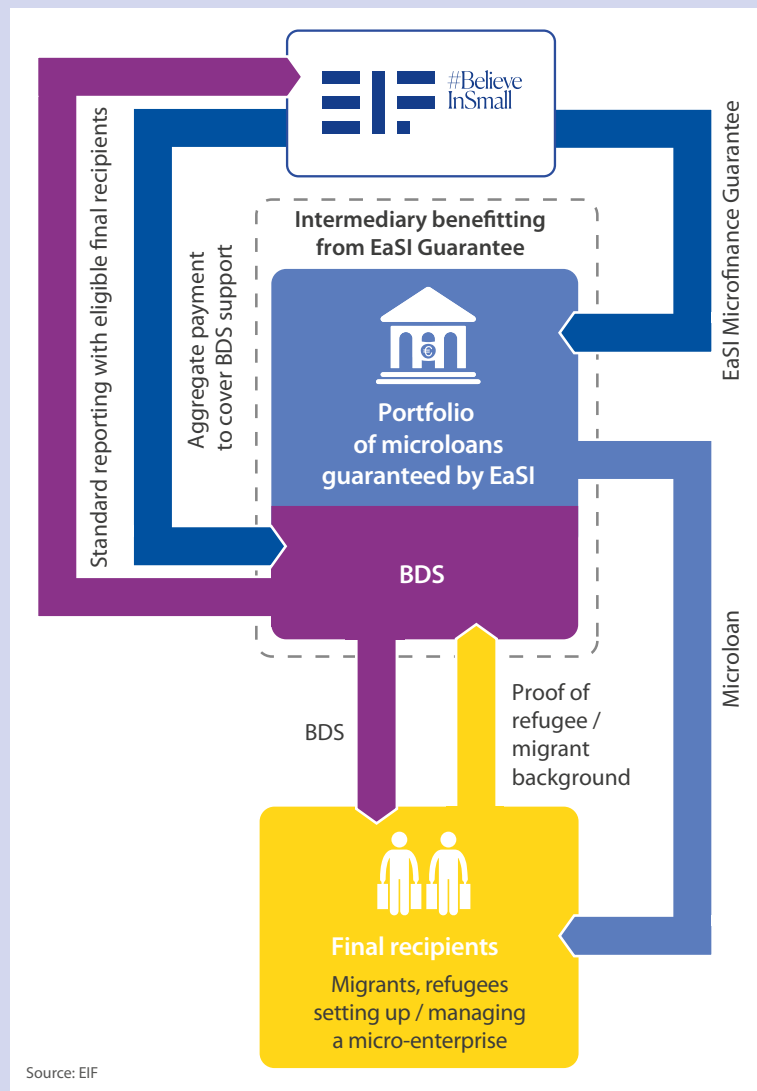 #Believe
InSmall
EIF
Standard reporting with eligible final recipients
Aggregate payment
to cover BDS support
EaSI Microfinance Guarantee
Intermediary benefitting
from EaSI Guarantee
€
Portfolio
of microloans
guaranteed by EaSI
BDS
Microloan
BDS
Proof of
refugee /
migrant
background
Final recipients
Migrants, refugees
setting up / managing
a micro-enterprise
Source: EIF